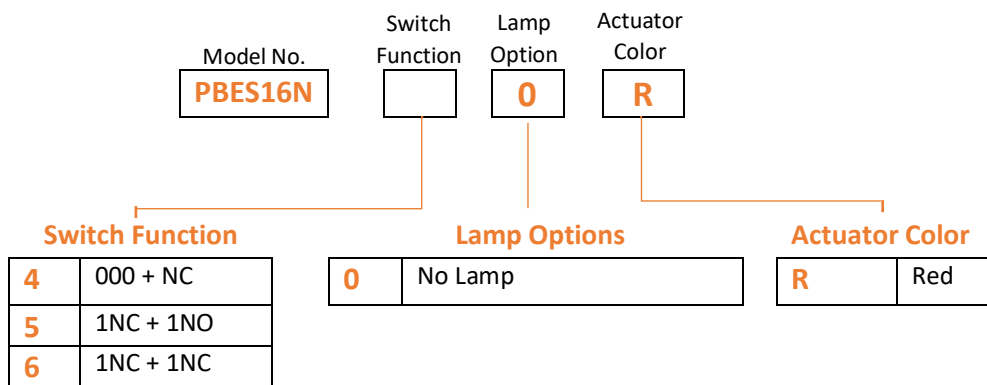 Switch Lamp Actuator
Model No. Function Option Color
PBES16N 0 R
Switch Function Lamp Options Actuator Color
4 000 + NC 0 No Lamp R Red
5 1NC + 1NO
6 1NC + 1NC